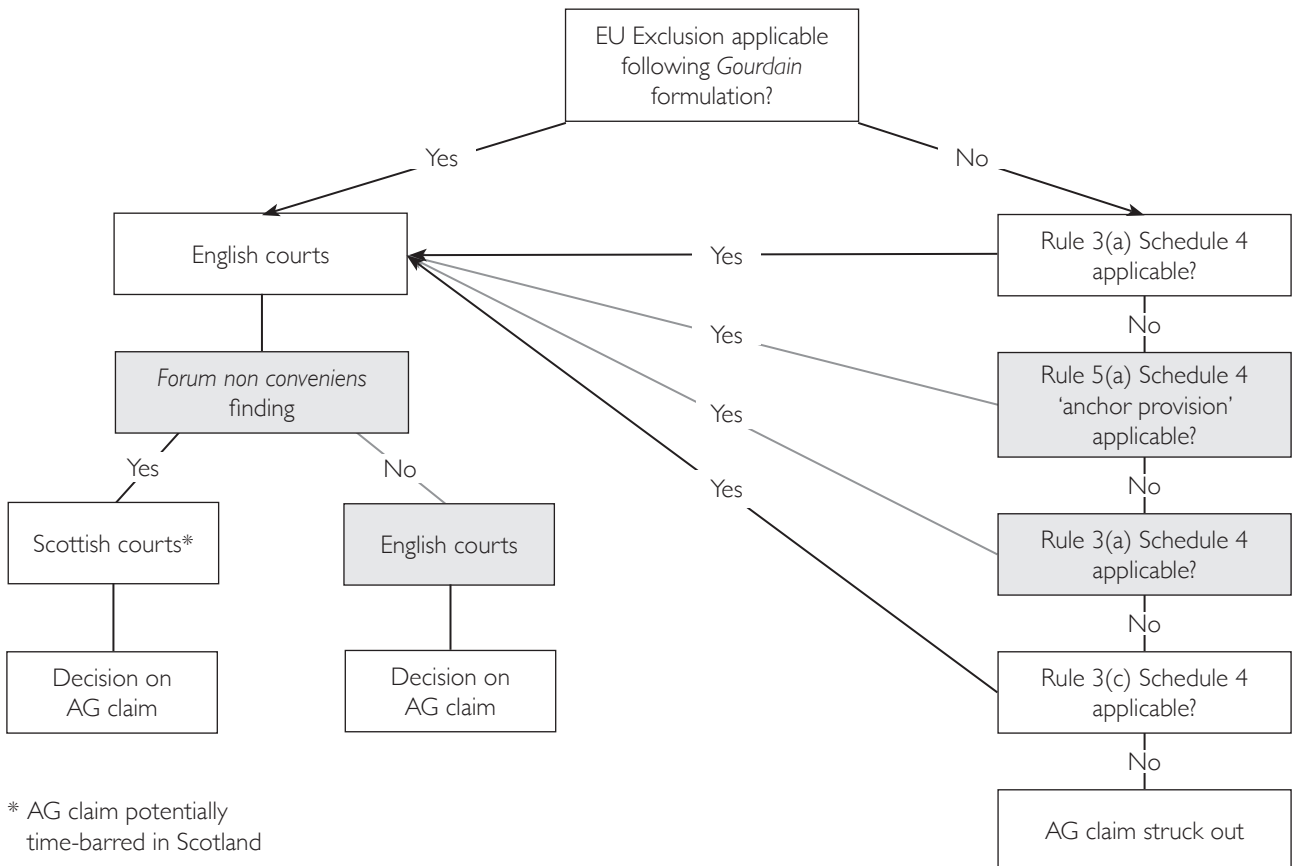 EU Exclusion applicable
following Gourdain
formulation?
Yes
No
English courts
Yes
Rule 3(a) Schedule 4
applicable?
No
Yes
Forum non conveniens
finding
Rule 5(a) Schedule 4
'anchor provision'
applicable?
Yes
Yes
No
No
Yes
Scottish courts*
English courts
Rule 3(a) Schedule 4
applicable?
No
Decision on
AG claim
Decision on
AG claim
Rule 3(c) Schedule 4
applicable?
No
* AG claim potentially
time-barred in Scotland
AG claim struck out